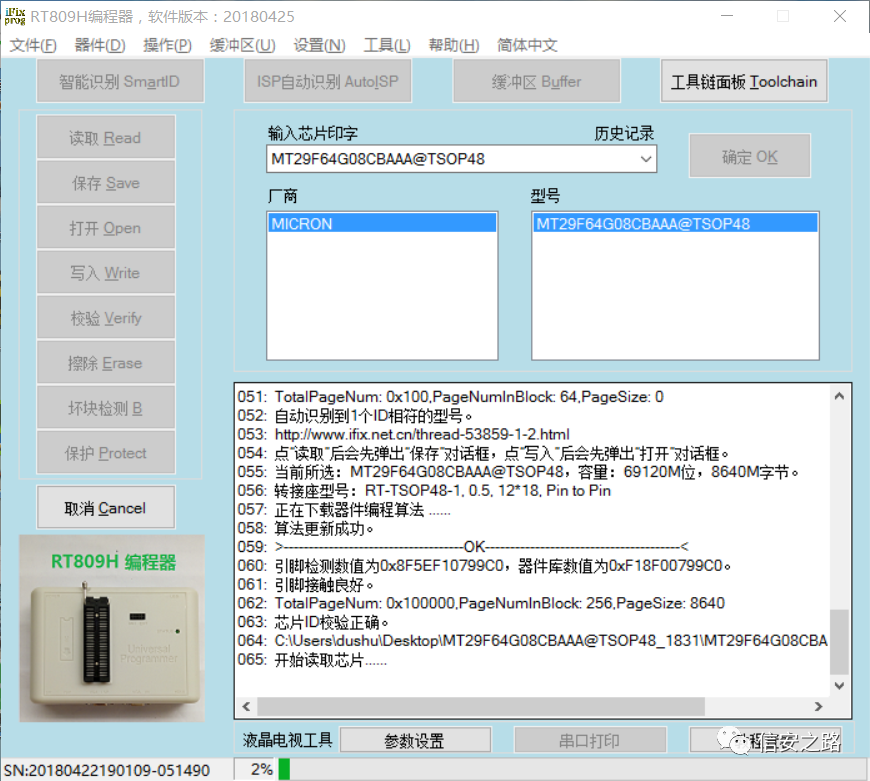 iFix prog RT809H编程器，软件版本：20180425
文件(F) 器件(D) 操作(P) 缓冲区(U) 设置(N) 工具(L) 帮助(H) 简体中文
智能识别 SmartID ISP自动识别 AutoISP 缓冲区 Buffer 工具链面板 Toolchain
读取 Read
保存 Save
打开 Open
写入 Write
校验 Verify
擦除 Erase
坏块检测 B
保护 Protect
取消 Cancel
输入芯片印字 历史记录
MT29F64G08CBAAA@TSOP48 确定 OK
厂商 型号
MICRON MT29F64G08CBAAA@TSOP48
051: TotalPageNum: 0x100,PageNumInBlock: 64,PageSize: 0
052: 自动识别到1个ID相符的型号。
053: http://www.ifix.net.cn/thread-53859-1-2.html
054: 点“读取”后会先弹出“保存”对话框，点“写入”后会先弹出“打开”对话框。
055: 当前所选：MT29F64G08CBAAA@TSOP48，容量：69120M位，8640M字节。
056: 转接座型号：RT-TSOP48-1, 0.5, 12*18, Pin to Pin
057: 正在下载器件编程算法 ......
058: 算法更新成功。
059: >------------------------------------OK---------------------------------------<
060: 引脚检测数值为0x8F5EF10799C0，器件库数值为0xF18F00799C0。
061: 引脚接触良好。
062: TotalPageNum: 0x100000,PageNumInBlock: 256,PageSize: 8640
063: 芯片ID校验正确。
064: C:\Users\dushu\Desktop\MT29F64G08CBAAA@TSOP48_1831\MT29F64G08CBA
065: 开始读取芯片......
RT809H 编程器
Universal
Programmer
液晶电视工具 参数设置 串口打印
信安之路
SN:20180422190109-051490 2%